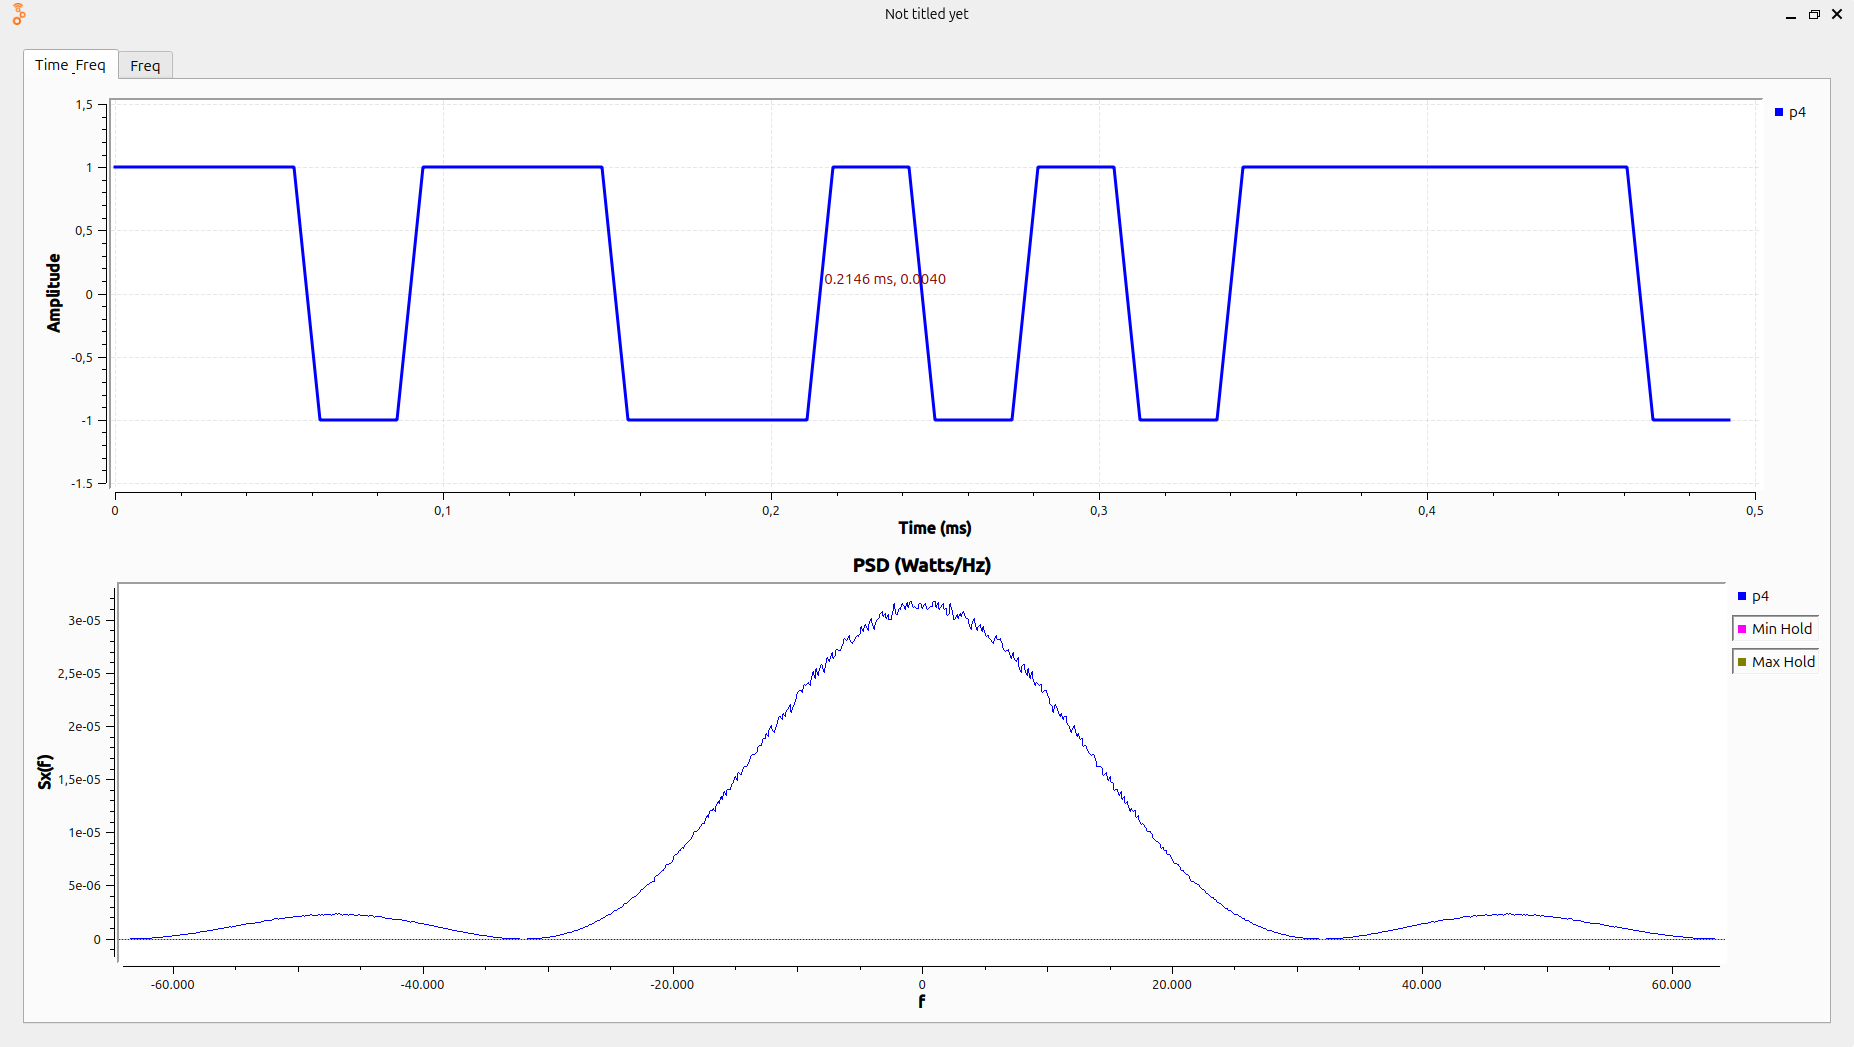 Not titled yet
Time_Freq
Freq
1,5
1
0,5
0
-0,5
-1
-1.5
Amplitude
p4
0.2146 ms, 0.0040
0
0,1
0,2
0,3
0,4
0,5
Time (ms)
PSD (Watts/Hz)
3e-05
2,5e-05
2e-05
1,5e-05
1e-05
5e-06
0
Sx(f)
p4
Min Hold
Max Hold
-60.000
-40.000
-20.000
0
20.000
40.000
60.000
f